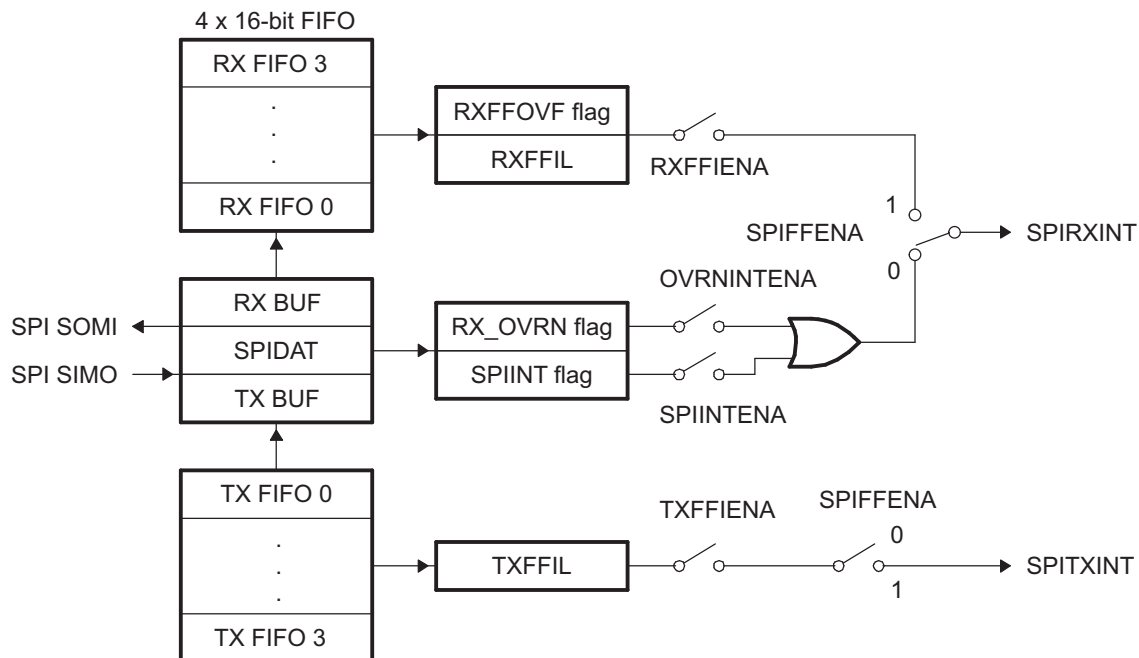 4 x 16-bit FIFO
RX FIFO 3
.
.
.
RX FIFO 0
RXFFOVF flag
RXFFIL
RXFFIENA
1
SPIFFENA
0
SPIRXINT
RX BUF
SPIDAT
TX BUF
SPI SOMI
SPI SIMO
RX_OVRN flag
SPIINT flag
OVRNINTENA
SPIINTENA
TX FIFO 0
.
.
.
TX FIFO 3
TXFFIL
TXFFIENA
SPIFFENA
0
1
SPITXINT